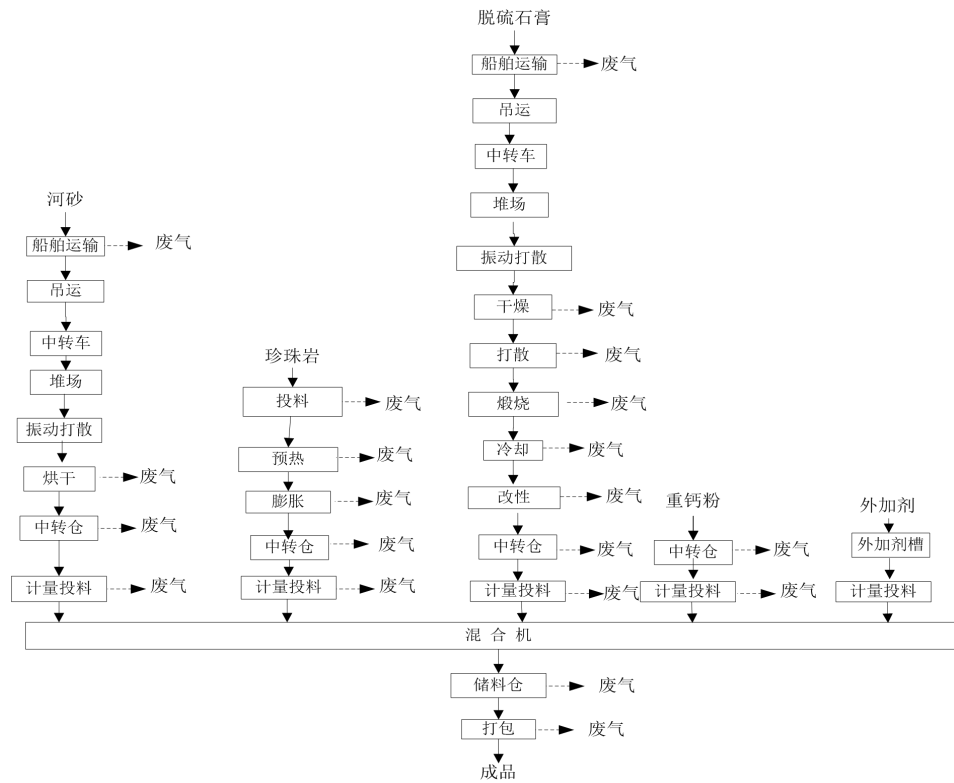 脱硫石膏
船舶运输 废气
吊运
中转车
堆场
振动打散
干燥 废气
打散 废气
煅烧 废气
冷却 废气
改性 废气
中转仓 废气
计量投料 废气
河砂
船舶运输 废气
吊运
中转车
堆场
振动打散
烘干 废气
中转仓 废气
计量投料 废气
珍珠岩
投料 废气
预热 废气
膨胀 废气
中转仓 废气
计量投料 废气
重钙粉
中转仓 废气
计量投料 废气
外加剂
外加剂槽
计量投料
混合机
储料仓 废气
打包 废气
成品